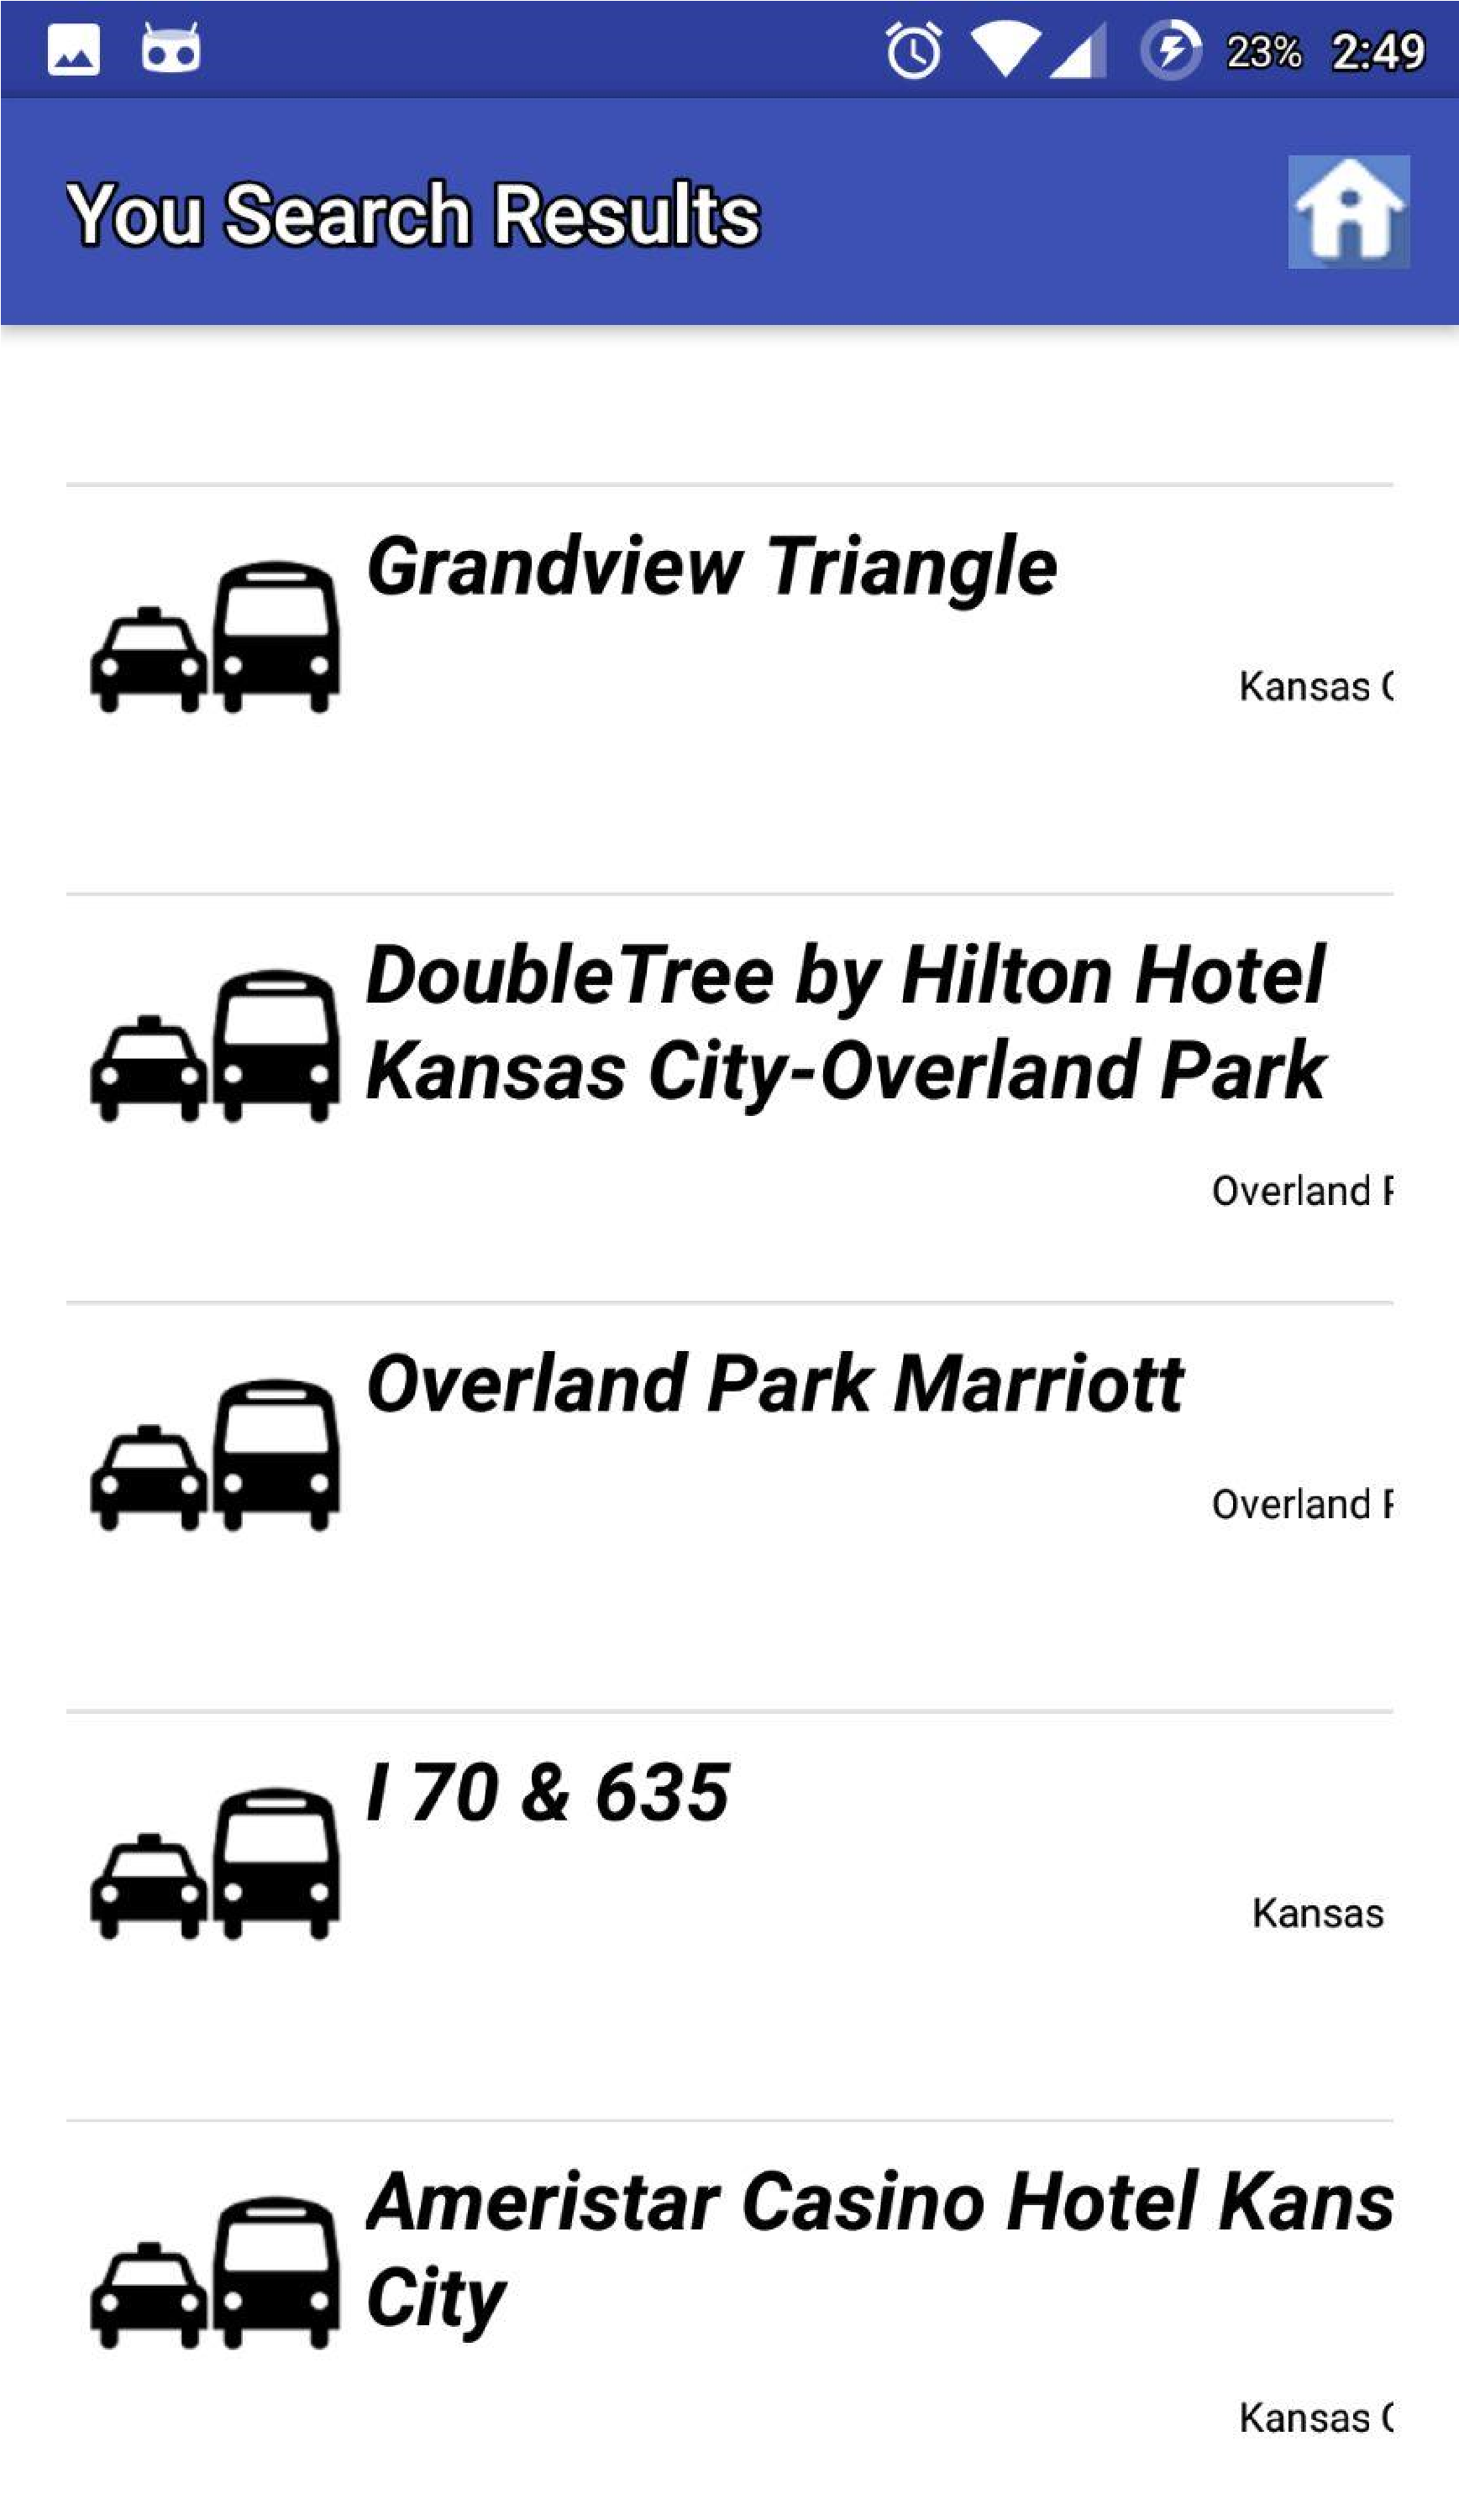 23% 2:49
You Search Results
Grandview Triangle
Kansas
DoubleTree by Hilton Hotel
Kansas City-Overland Park
Overland
Overland Park Marriott
Overland
I 70 & 635
Kansas
Ameristar Casino Hotel Kans
City
Kansas